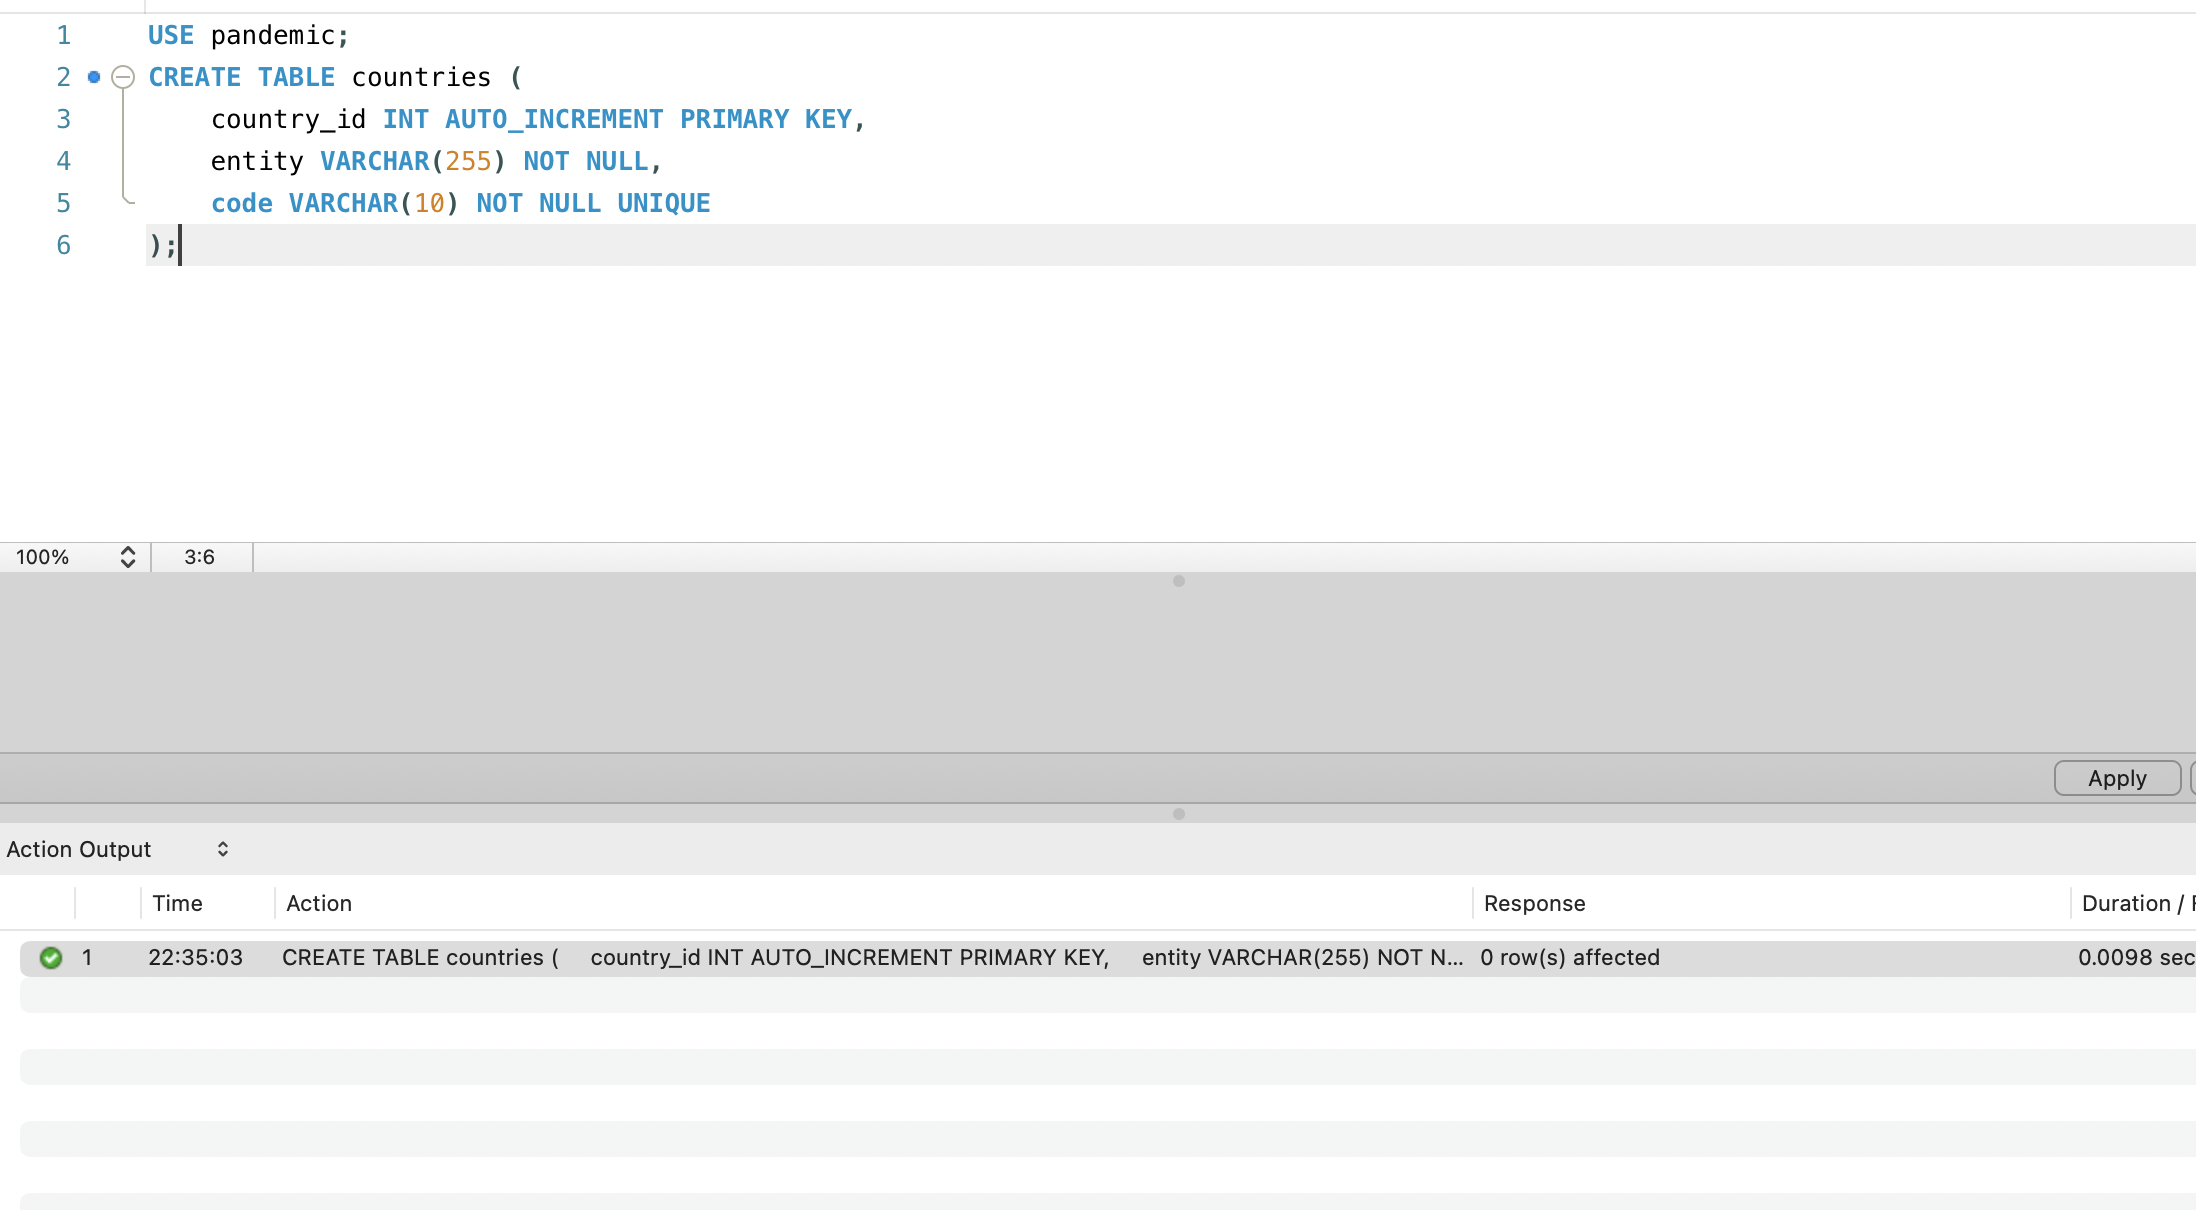 1 USE pandemic;
2 CREATE TABLE countries (
3 country_id INT AUTO_INCREMENT PRIMARY KEY,
4 entity VARCHAR(255) NOT NULL,
5 code VARCHAR(10) NOT NULL UNIQUE
6 );
100% 3:6
Apply
Action Output
Time Action Response Duration /
1 22:35:03 CREATE TABLE countries ( country_id INT AUTO_INCREMENT PRIMARY KEY, entity VARCHAR(255) NOT N... 0 row(s) affected 0.0098 sec